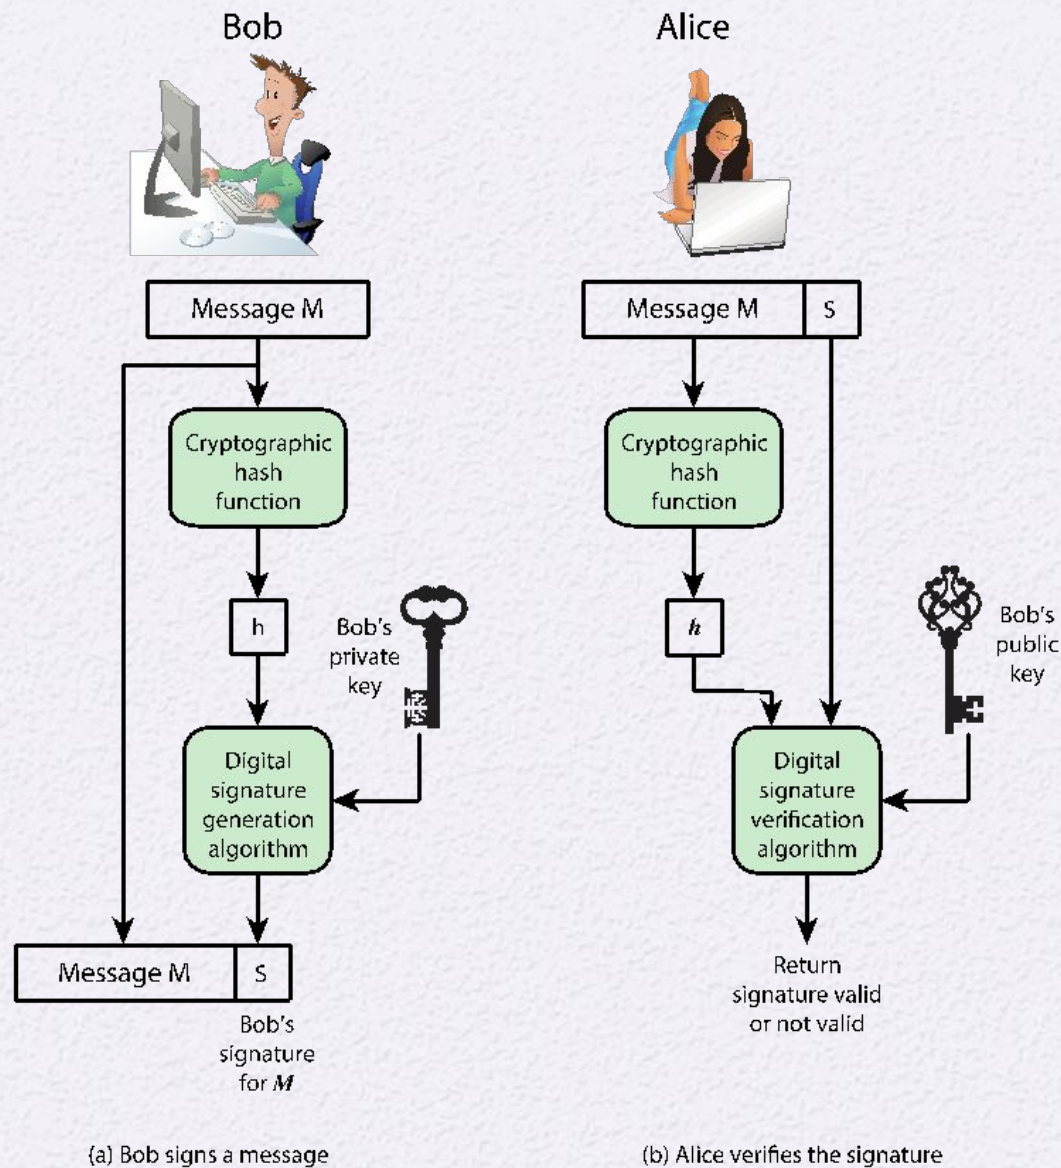 Bob
Message M
Cryptographic
hash
function
h
Bob's
private
key
Digital
signature
generation
algorithm
Message M
S
Bob's
signature
for M
(a) Bob signs a message
Alice
Message M
S
Cryptographic
hash
function
h
Bob's
public
key
Digital
signature
verification
algorithm
Return
signature valid
or not valid
(b) Alice verifies the signature